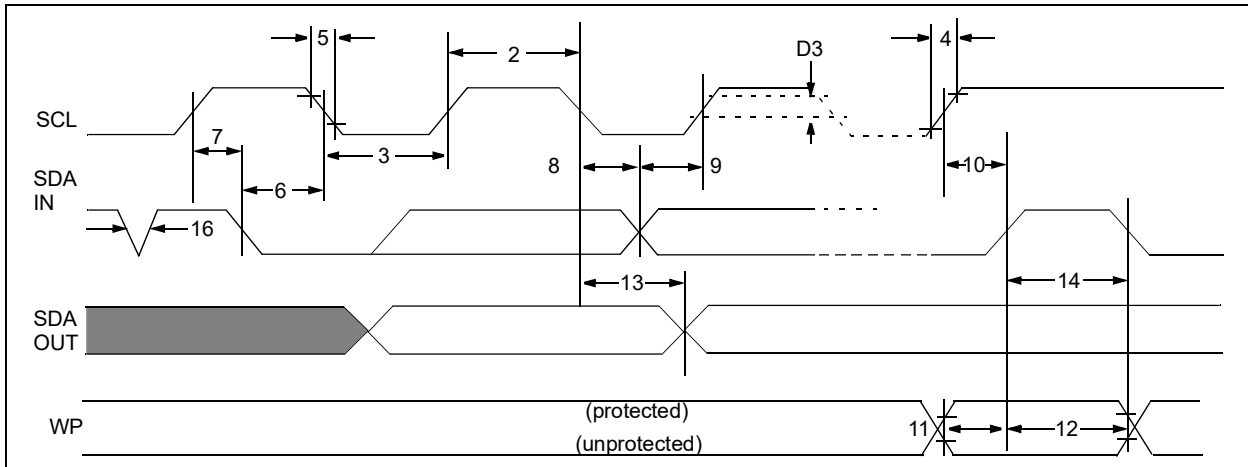 5
2
D3
4
SCL
7
3
8
9
10
6
SDA
IN
16
13
14
SDA
OUT
WP
(protected)
(unprotected)
11
12